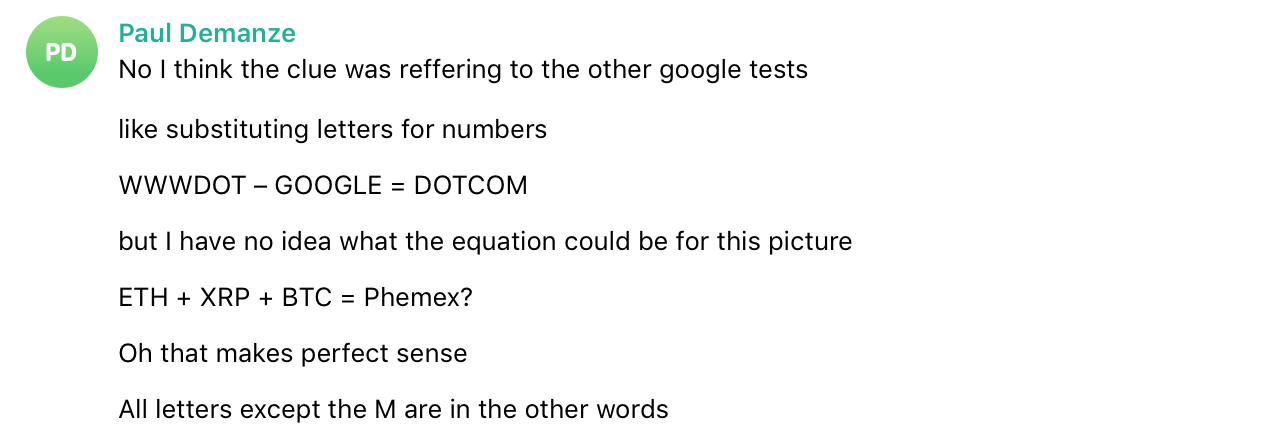 PD
Paul Demanze
No I think the clue was reffering to the other google tests
like substituting letters for numbers
WWWDOT – GOOGLE = DOTCOM
but I have no idea what the equation could be for this picture
ETH + XRP + BTC = Phemex?
Oh that makes perfect sense
All letters except the M are in the other words